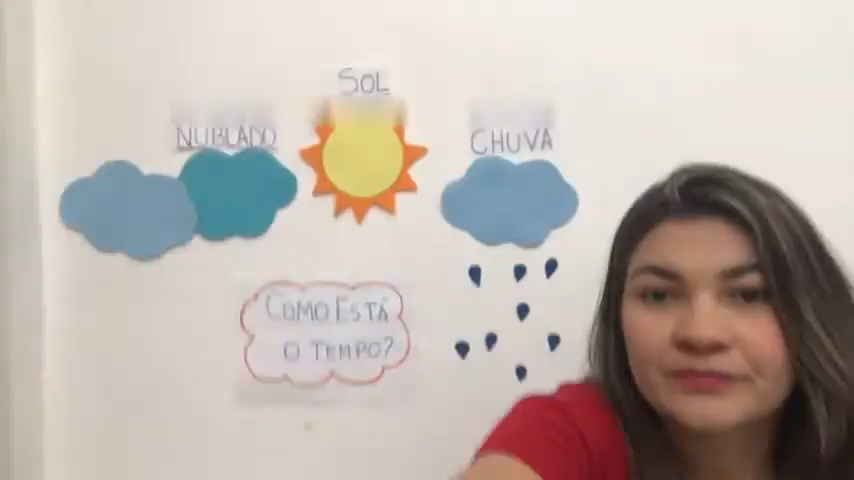 SOL
NUBLADO
CHUVA
COMO ESTÁ
O TEMPO?